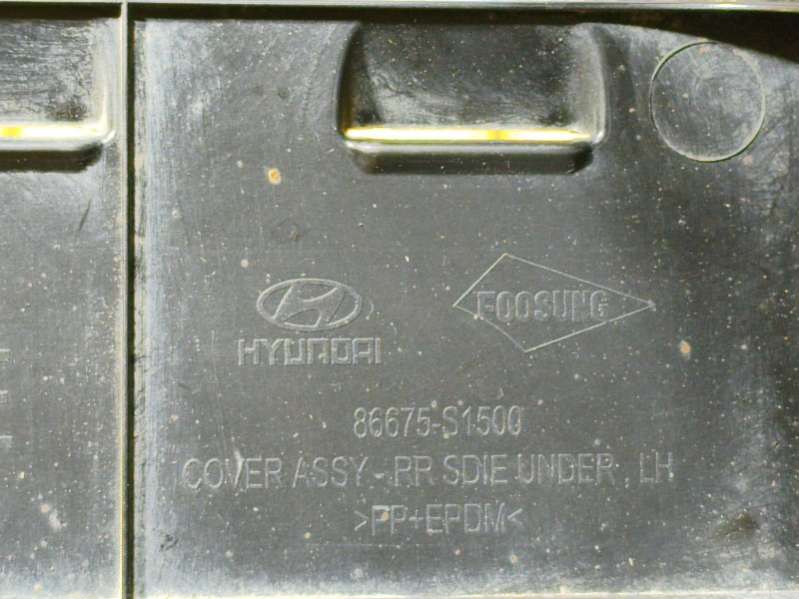 HYUNDAI
FOOSUNG
86675-S1500
COVER ASSY-RR SDIE UNDER , LH
>PP+EPDM<